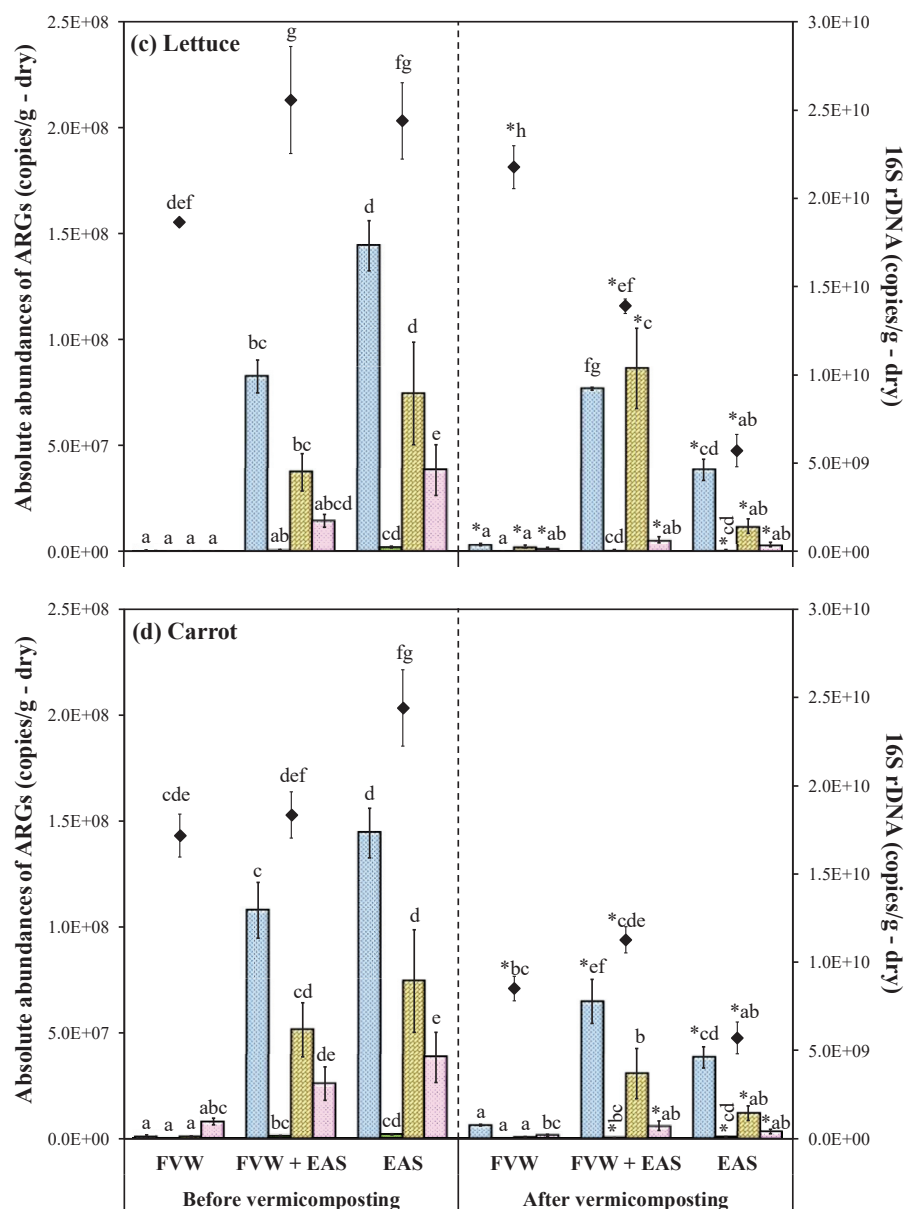 (c) Lettuce
Absolute abundances of ARGs (copies/g - dry)
2.5E+08
2.0E+08
1.5E+08
1.0E+08
5.0E+07
0.0E+00
def
g
fg
*h
*ef
*ab
a a a a
bc ab bc abcd
d cd d e
*a a *a *ab
fg cd *c *ab
*cd *cd *ab *ab
3.0E+10
2.5E+10
2.0E+10
1.5E+10
1.0E+10
5.0E+09
0.0E+00
16S rDNA (copies/g - dry)
(d) Carrot
Absolute abundances of ARGs (copies/g - dry)
2.5E+08
2.0E+08
1.5E+08
1.0E+08
5.0E+07
0.0E+00
cde
def
fg
*bc
*cde
*ab
a a a abc
c bc cd de
d cd d e
a a a bc
*ef *bc b *ab
*cd *cd *ab *ab
3.0E+10
2.5E+10
2.0E+10
1.5E+10
1.0E+10
5.0E+09
0.0E+00
16S rDNA (copies/g - dry)
FVW FVW + EAS EAS FVW FVW + EAS EAS
Before vermicomposting After vermicomposting